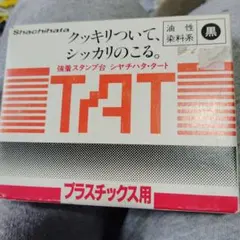 Shachihata
油性
染料系
黒
クッキリついて、
シッカリのこる。
強着スタンプ台 シヤチハタ・タート
TAT
プラスチックス用